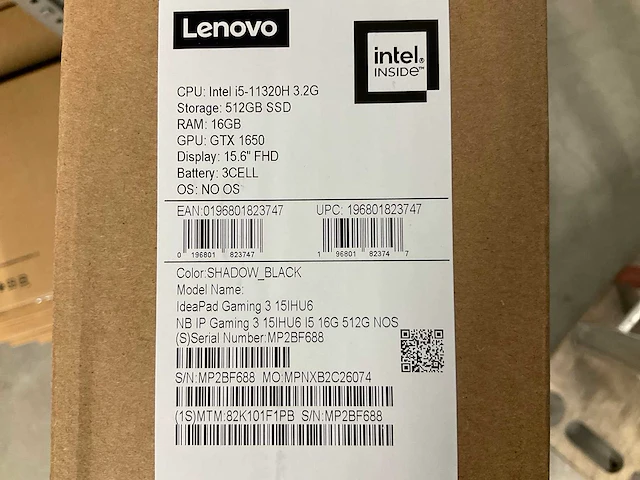 Lenovo
intel®
INSIDE™
CPU: Intel i5-11320H 3.2G
Storage: 512GB SSD
RAM: 16GB
GPU: GTX 1650
Display: 15.6" FHD
Battery: 3CELL
OS: NO OS
EAN:0196801823747 UPC: 196801823747
0 196801 823747 1 96801 82374 7
Color:SHADOW_BLACK
Model Name:
IdeaPad Gaming 3 15IHU6
NB IP Gaming 3 15IHU6 I5 16G 512G NOS
(S)Serial Number:MP2BF688
S/N:MP2BF688 MO:MPNXB2C26074
(1S)MTM:82K101F1PB S/N:MP2BF688